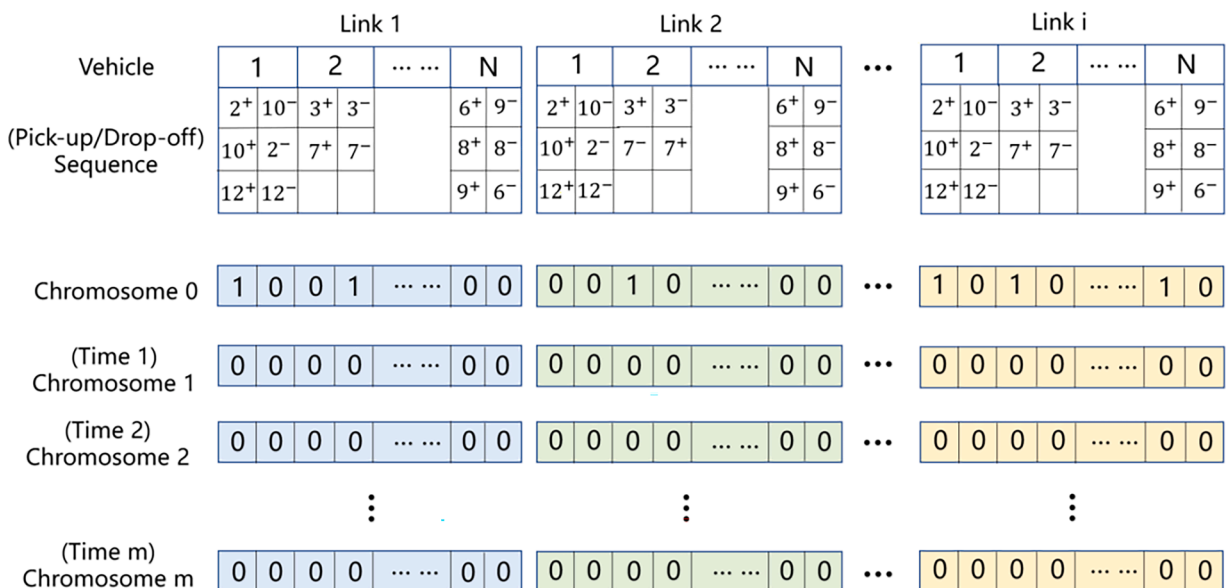 Link 1 Link 2 Link i
Vehicle 1 2 ... ... N 1 2 ... ... N ... 1 2 ... ... N
2⁺ 10⁻ 3⁺ 3⁻ 6⁺ 9⁻ 2⁺ 10⁻ 3⁺ 3⁻ 6⁺ 9⁻ 2⁺ 10⁻ 3⁺ 3⁻ 6⁺ 9⁻
(Pick-up/Drop-off)
Sequence
10⁺ 2⁻ 7⁺ 7⁻ 8⁺ 8⁻ 10⁺ 2⁻ 7⁻ 7⁺ 8⁺ 8⁻ 10⁺ 2⁻ 7⁺ 7⁻ 8⁺ 8⁻
12⁺ 12⁻ 9⁺ 6⁻ 12⁺ 12⁻ 9⁺ 6⁻ 12⁺ 12⁻ 9⁺ 6⁻
Chromosome 0 1 0 0 1 ... ... 0 0 0 0 1 0 ... ... 0 0 ... 1 0 1 0 ... ... 1 0
(Time 1)
Chromosome 1 0 0 0 0 ... ... 0 0 0 0 0 0 ... ... 0 0 ... 0 0 0 0 ... ... 0 0
(Time 2)
Chromosome 2 0 0 0 0 ... ... 0 0 0 0 0 0 ... ... 0 0 ... 0 0 0 0 ... ... 0 0
⋮ ⋮ ⋮
(Time m)
Chromosome m 0 0 0 0 ... ... 0 0 0 0 0 0 ... ... 0 0 ... 0 0 0 0 ... ... 0 0